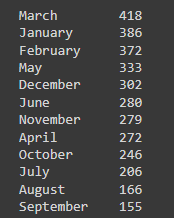 March 418
January 386
February 372
May 333
December 302
June 280
November 279
April 272
October 246
July 206
August 166
September 155